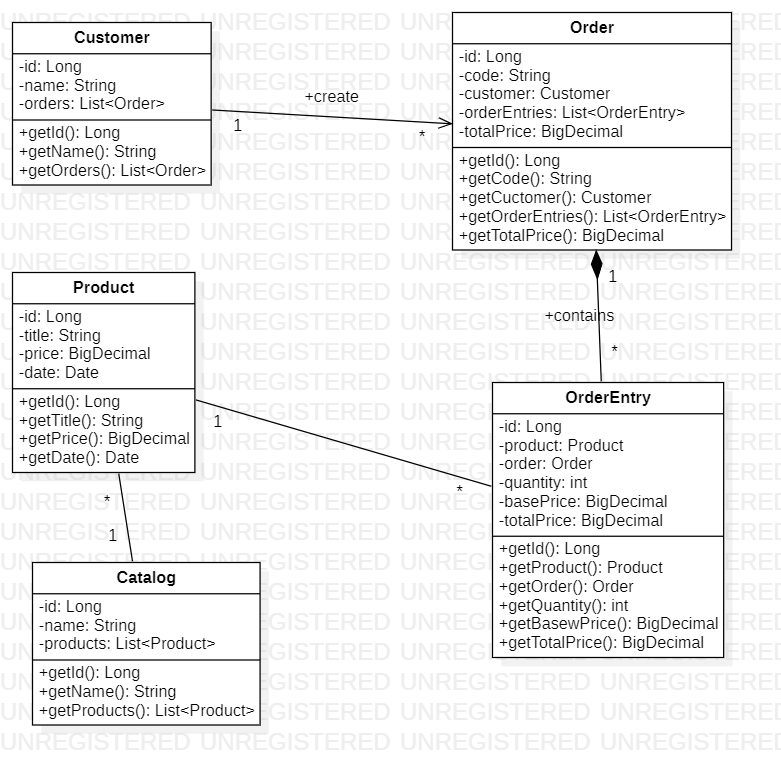 Customer
-id: Long
-name: String
-orders: List<Order>
+getId(): Long
+getName(): String
+getOrders(): List<Order>
+create
1
*
Order
-id: Long
-code: String
-customer: Customer
-orderEntries: List<OrderEntry>
-totalPrice: BigDecimal
+getId(): Long
+getCode(): String
+getCuctomer(): Customer
+getOrderEntries(): List<OrderEntry>
+getTotalPrice(): BigDecimal
1
+contains
*
Product
-id: Long
-title: String
-price: BigDecimal
-date: Date
+getId(): Long
+getTitle(): String
+getPrice(): BigDecimal
+getDate(): Date
1
*
OrderEntry
-id: Long
-product: Product
-order: Order
-quantity: int
-basePrice: BigDecimal
-totalPrice: BigDecimal
+getId(): Long
+getProduct(): Product
+getOrder(): Order
+getQuantity(): int
+getBasewPrice(): BigDecimal
+getTotalPrice(): BigDecimal
*
1
Catalog
-id: Long
-name: String
-products: List<Product>
+getId(): Long
+getName(): String
+getProducts(): List<Product>
UNREGISTERED